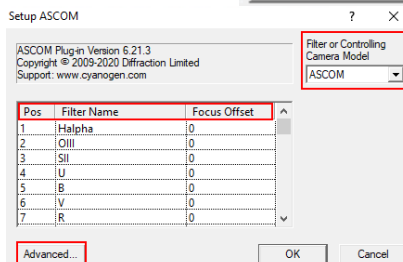 Setup ASCOM ? ×
ASCOM Plug-in Version 6.21.3
Copyright © 2009-2020 Diffraction Limited
Support: www.cyanogen.com
Filter or Controlling
Camera Model
ASCOM
Pos Filter Name Focus Offset
1 Halpha 0
2 OIII 0
3 SII 0
4 U 0
5 B 0
6 V 0
7 R 0
Advanced... OK Cancel